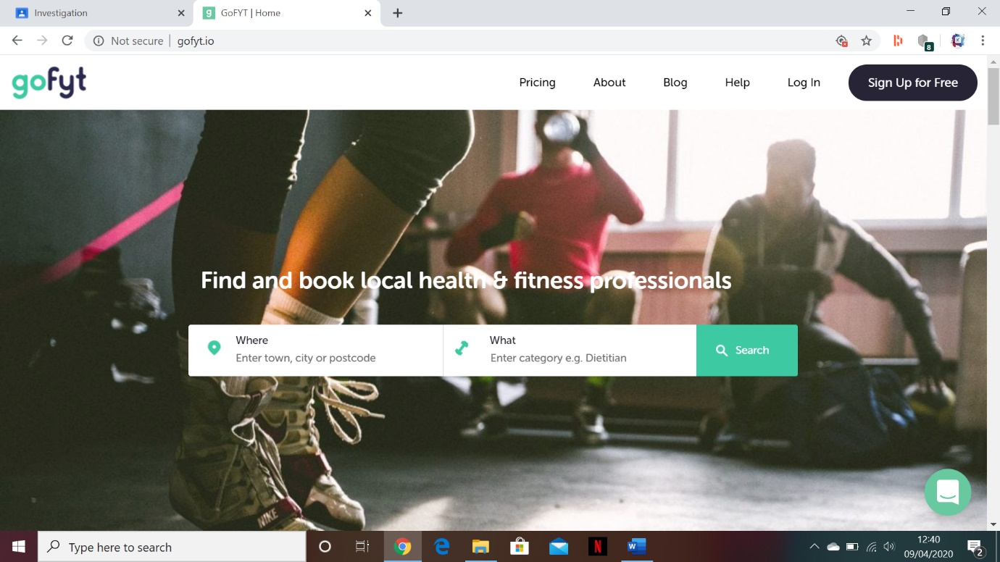 Investigation
GoFYT | Home
Not secure
gofyt.io
8
gofyt
Pricing
About
Blog
Help
Log In
Sign Up for Free
Find and book local health & fitness professionals
Where
Enter town, city or postcode
What
Enter category e.g. Dietitian
Search
NIKE
Type here to search
12:40
09/04/2020
2